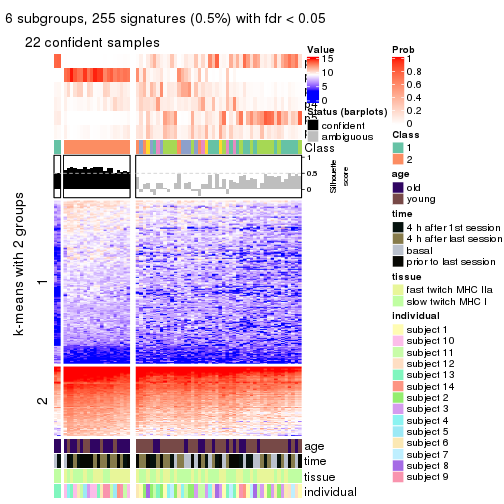 6 subgroups, 255 signatures (0.5%) with fdr < 0.05
22 confident samples
k-means with 2 groups
1
2
Class
1
0.5
0
Silhouette
score
age
time
tissue
individual
Value
15
10
5
0
Status (barplots)
confident
ambiguous
Prob
1
0.8
0.6
0.4
0.2
0
Class
1
2
age
old
young
time
4 h after 1st session
4 h after last session
basal
prior to last session
tissue
fast twitch MHC IIa
slow twitch MHC I
individual
subject 1
subject 10
subject 11
subject 12
subject 13
subject 14
subject 2
subject 3
subject 4
subject 5
subject 6
subject 7
subject 8
subject 9